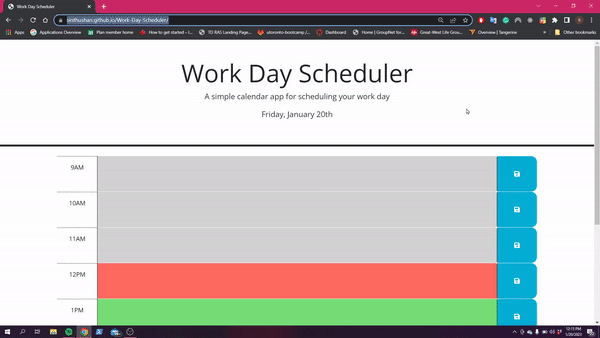 Work Day Scheduler
sinthushan.github.io/Work-Day-Scheduler/
Apps
Applications Overview
Plan member home
How to get started – I...
TD RAS Landing Page...
utoronto-bootcamp /...
Dashboard
Home | GroupNet for...
Great-West Life Grou...
Overview | Tangerine
Other bookmarks
Work Day Scheduler
A simple calendar app for scheduling your work day
Friday, January 20th
9AM
10AM
11AM
12PM
1PM
12:13 PM
1/20/2023